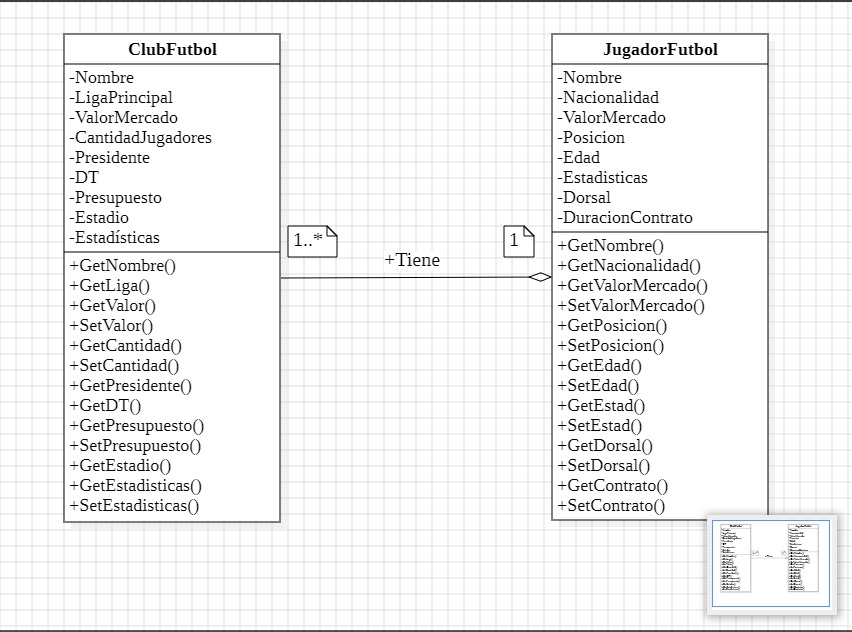 ClubFutbol
-Nombre
-LigaPrincipal
-ValorMercado
-CantidadJugadores
-Presidente
-DT
-Presupuesto
-Estadio
-Estadísticas
+GetNombre()
+GetLiga()
+GetValor()
+SetValor()
+GetCantidad()
+SetCantidad()
+GetPresidente()
+GetDT()
+GetPresupuesto()
+SetPresupuesto()
+GetEstadio()
+GetEstadisticas()
+SetEstadisticas()
1..*
+Tiene
1
JugadorFutbol
-Nombre
-Nacionalidad
-ValorMercado
-Posicion
-Edad
-Estadisticas
-Dorsal
-DuracionContrato
+GetNombre()
+GetNacionalidad()
+GetValorMercado()
+SetValorMercado()
+GetPosicion()
+SetPosicion()
+GetEdad()
+SetEdad()
+GetEstad()
+SetEstad()
+GetDorsal()
+SetDorsal()
+GetContrato()
+SetContrato()